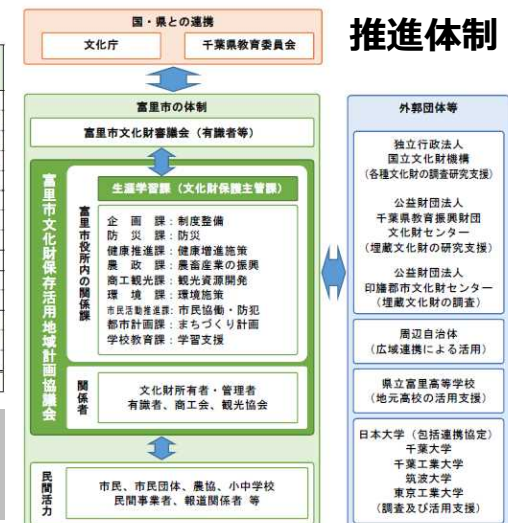 推進体制
国・県との連携
文化庁
千葉県教育委員会
富里市の体制
富里市文化財審議会（有識者等）
富里市文化財保存活用地域計画協議会
富里市役所内の関係課
生涯学習課（文化財保護主管課）
企画課：制度整備
防災課：防災
健康推進課：健康増進施策
農政課：農畜産業の振興
商工観光課：観光資源開発
環境課：環境施策
市民活動推進課：市民協働・防犯
都市計画課：まちづくり計画
学校教育課：学習支援
関係者
文化財所有者・管理者
有識者、商工会、観光協会
民間活力
市民、市民団体、農協、小中学校
民間事業者、報道関係者 等
外郭団体等
独立行政法人
国立文化財機構
（各種文化財の調査研究支援）
公益財団法人
千葉県教育振興財団
文化財センター
（埋蔵文化財の研究支援）
公益財団法人
印旛郡市文化財センター
（埋蔵文化財の調査）
周辺自治体
（広域連携による活用）
県立富里高等学校
（地元高校の活用支援）
日本大学（包括連携協定）
千葉大学
千葉工業大学
筑波大学
東京工業大学
（調査及び活用支援）